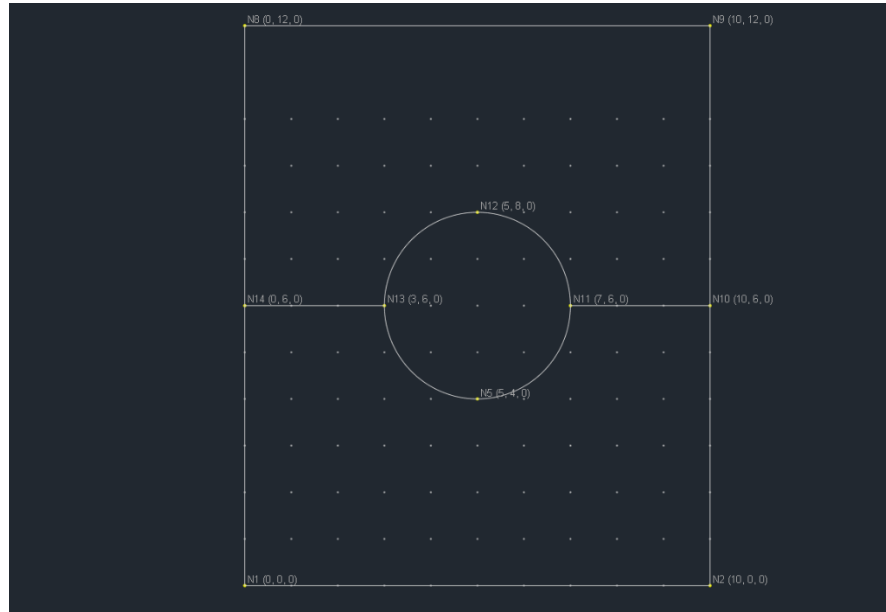 N8 (0, 12, 0)
N9 (10, 12, 0)
N12 (5, 8, 0)
N14 (0, 6, 0)
N13 (3, 6, 0)
N11 (7, 6, 0)
N10 (10, 6, 0)
N5 (5, 4, 0)
N1 (0, 0, 0)
N2 (10, 0, 0)